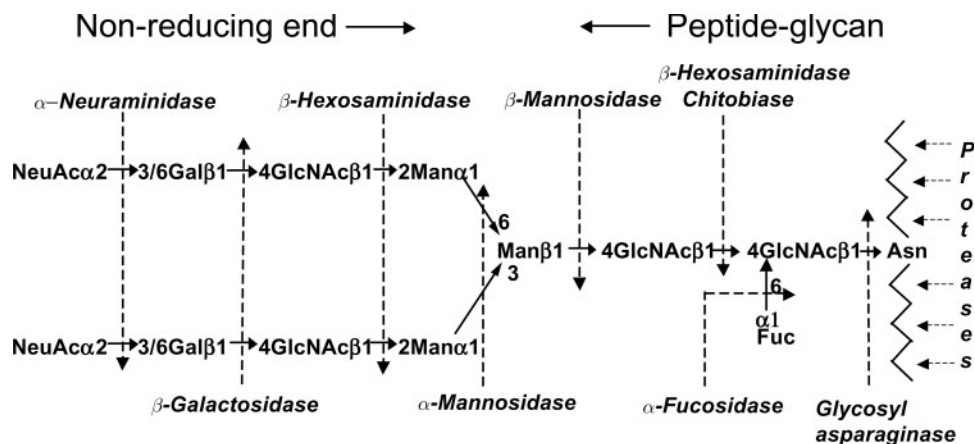 Non-reducing end
Peptide-glycan
β-Hexosaminidase
Chitobiase
α-Neuraminidase
β-Hexosaminidase
β-Mannosidase
NeuAcα2 3/6Galβ1 4GlcNAcβ1 2Manα1
6
Manβ1 4GlcNAcβ1 4GlcNAcβ1 Asn
3
6
α1
Fuc
NeuAcα2 3/6Galβ1 4GlcNAcβ1 2Manα1
β-Galactosidase
α-Mannosidase
α-Fucosidase
Glycosyl
asparaginase
Proteases